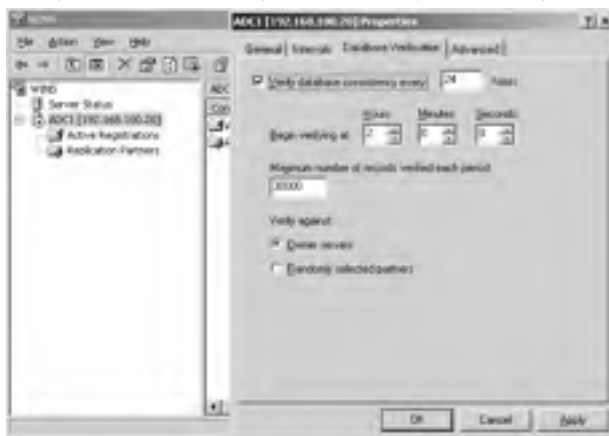 WINS
File Action View Help
WINS
Server Status
ADC1 [192.168.100.20]
Active Registrations
Replication Partners
ADC1 [192.168.100.20] Properties
General Intervals Database Verification Advanced
Verify database consistency every: 24 hours
Hours Minutes Seconds
Begin verifying at: 2 0 0
Maximum number of records verified each period:
30000
Verify against:
Owner servers
Randomly selected partners
OK Cancel Apply